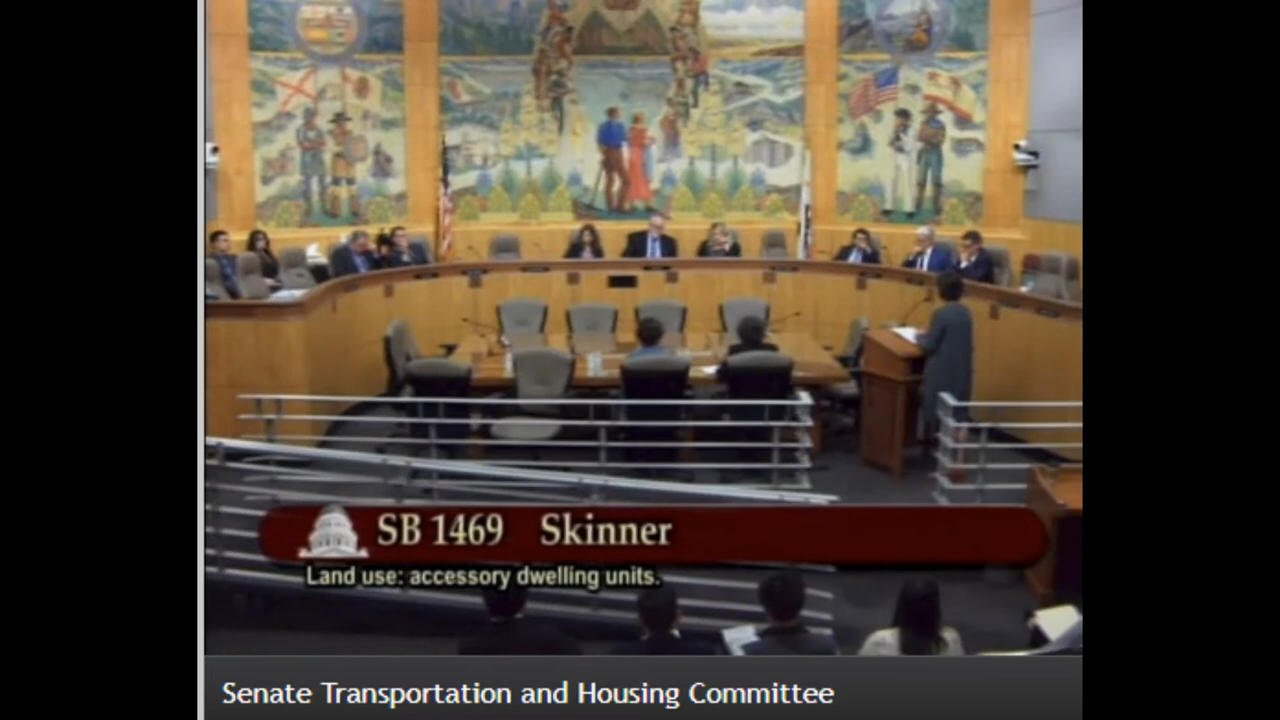 SB 1469 Skinner
Land use: accessory dwelling units.
Senate Transportation and Housing Committee